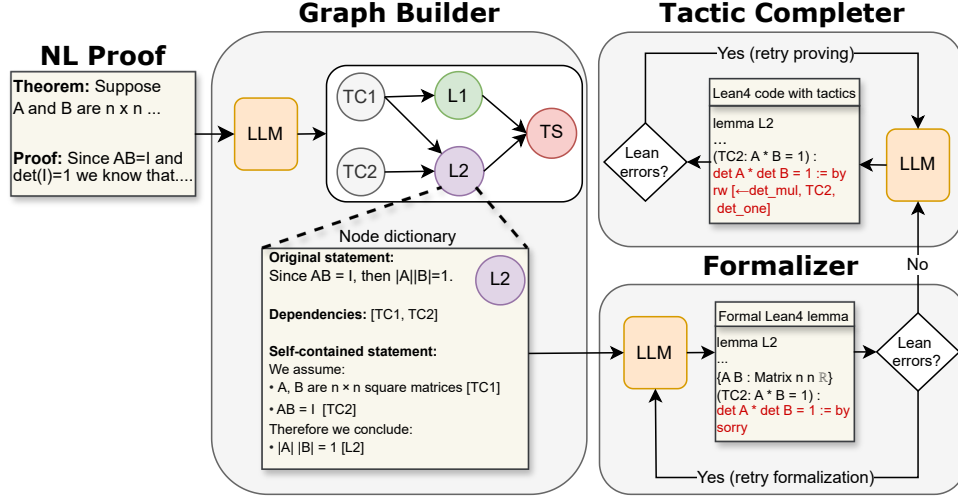 NL Proof
Theorem: Suppose
A and B are n x n ...
Proof: Since AB=I and
det(I)=1 we know that....
Graph Builder
LLM
TC1
L1
TS
TC2
L2
Node dictionary
Original statement:
Since AB = I, then |A||B|=1.
L2
Dependencies: [TC1, TC2]
Self-contained statement:
We assume:
• A, B are n × n square matrices [TC1]
• AB = I [TC2]
Therefore we conclude:
• |A| |B| = 1 [L2]
Tactic Completer
Yes (retry proving)
Lean4 code with tactics
lemma L2
...
(TC2: A * B = 1) :
det A * det B = 1 := by
rw [←det_mul, TC2,
det_one]
Lean
errors?
LLM
No
Formalizer
LLM
Formal Lean4 lemma
lemma L2
...
{A B : Matrix n n ℝ}
(TC2: A * B = 1) :
det A * det B = 1 := by
sorry
Lean
errors?
Yes (retry formalization)